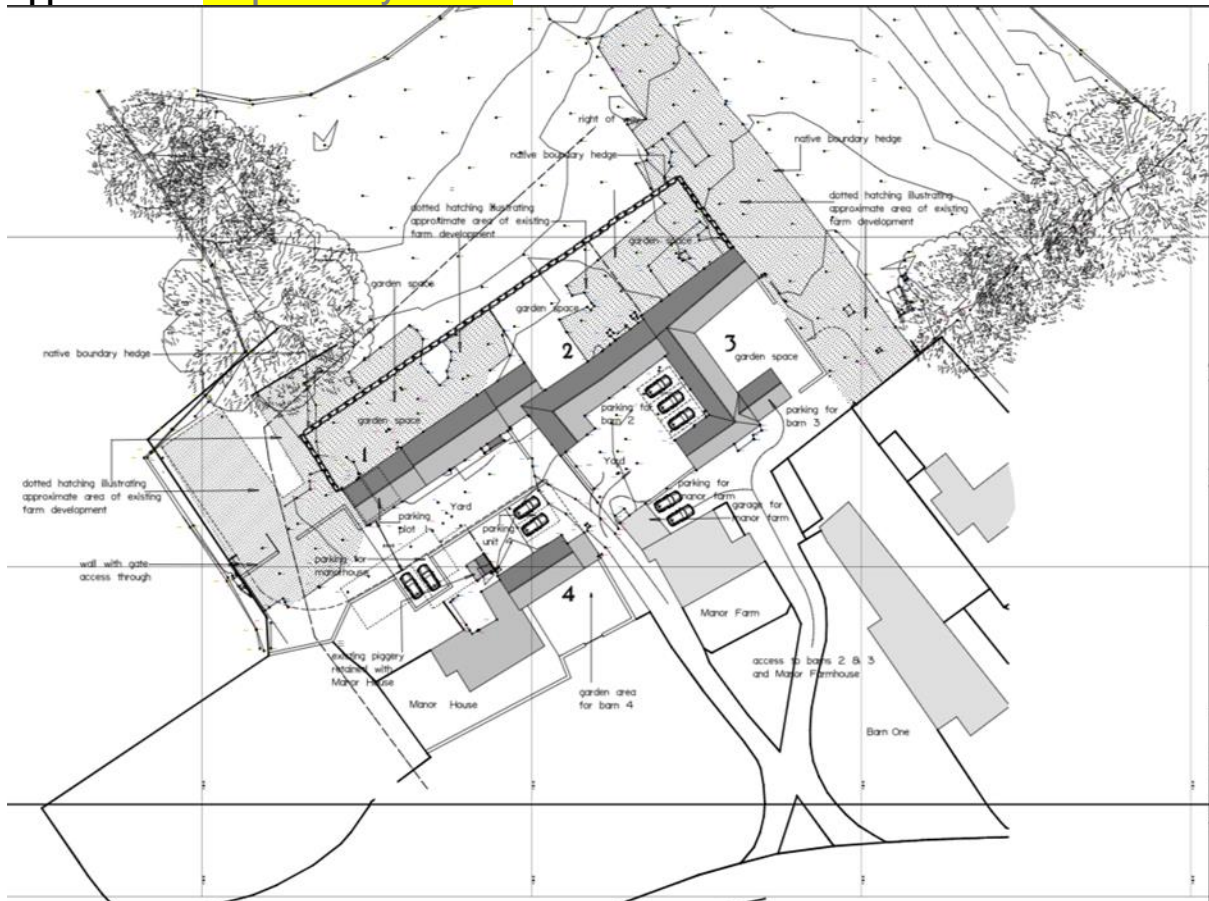 right of
native boundary hedge
native boundary hedge
dotted hatching illustrating
approximate area of existing
farm development
dotted hatching illustrating
approximate area of existing
farm development
garden space
garden space
garden space
native boundary hedge
2
3
garden space
garden space
parking for
barn 2
parking for
barn 3
1
Yard
dotted hatching illustrating
approximate area of existing
farm development
Yard
parking for
manor farm
garage for
manor farm
parking
plot 1
parking
unit 4
wall with gate
access through
parking for
manorhouse
4
Manor Farm
existing piggery
retained with
Manor House
access to barns 2 & 3
and Manor Farmhouse
Manor House
garden area
for barn 4
Barn One